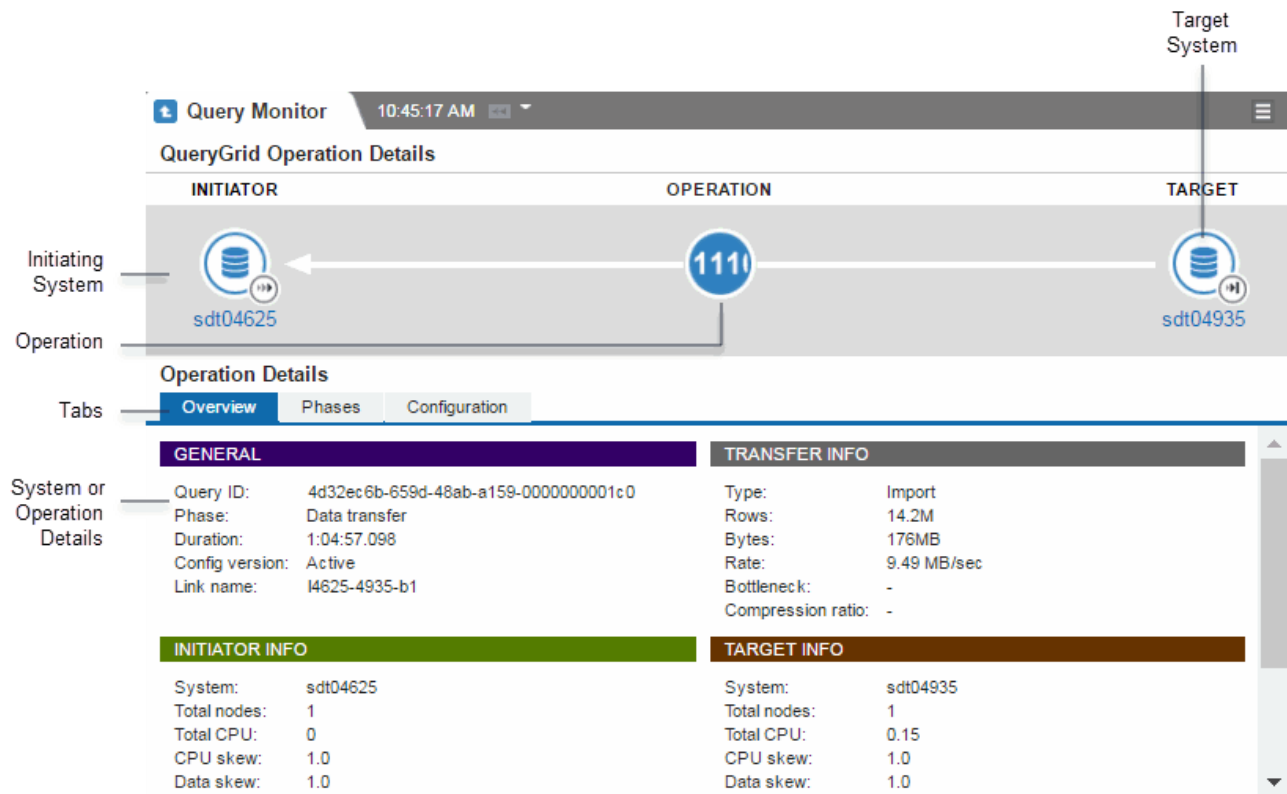 Target
System
Query Monitor 10:45:17 AM
QueryGrid Operation Details
INITIATOR OPERATION TARGET
Initiating
System
1110
sdt04625 sdt04935
Operation
Operation Details
Tabs
Overview Phases Configuration
GENERAL TRANSFER INFO
System or
Operation
Details
Query ID: 4d32ec6b-659d-48ab-a159-0000000001c0 Type: Import
Phase: Data transfer Rows: 14.2M
Duration: 1:04:57.098 Bytes: 176MB
Config version: Active Rate: 9.49 MB/sec
Link name: l4625-4935-b1 Bottleneck: -
Compression ratio: -
INITIATOR INFO TARGET INFO
System: sdt04625 System: sdt04935
Total nodes: 1 Total nodes: 1
Total CPU: 0 Total CPU: 0.15
CPU skew: 1.0 CPU skew: 1.0
Data skew: 1.0 Data skew: 1.0